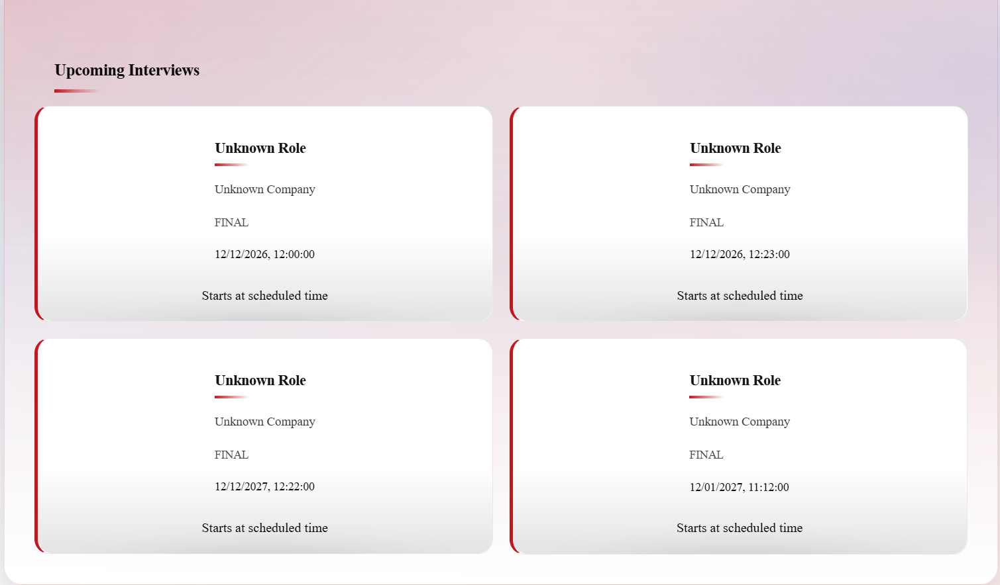 Upcoming Interviews
Unknown Role
Unknown Company
FINAL
12/12/2026, 12:00:00
Starts at scheduled time
Unknown Role
Unknown Company
FINAL
12/12/2026, 12:23:00
Starts at scheduled time
Unknown Role
Unknown Company
FINAL
12/12/2027, 12:22:00
Starts at scheduled time
Unknown Role
Unknown Company
FINAL
12/01/2027, 11:12:00
Starts at scheduled time